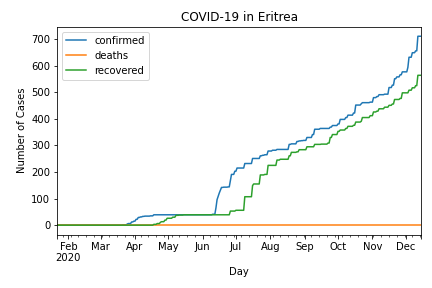 COVID-19 in Eritrea
confirmed
deaths
recovered
Number of Cases
700
600
500
400
300
200
100
0
Feb Mar Apr May Jun Jul Aug Sep Oct Nov Dec
2020
Day